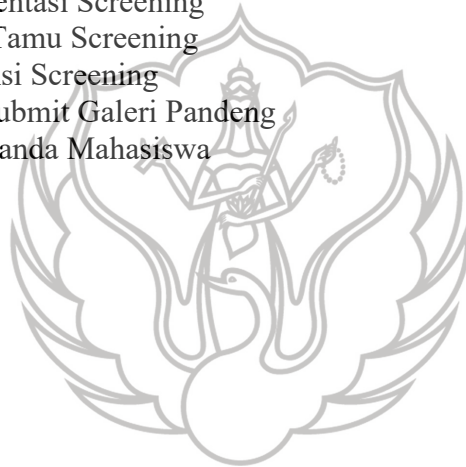 entasi Screening
Tamu Screening
si Screening
ubmit Galeri Pandeng
anda Mahasiswa